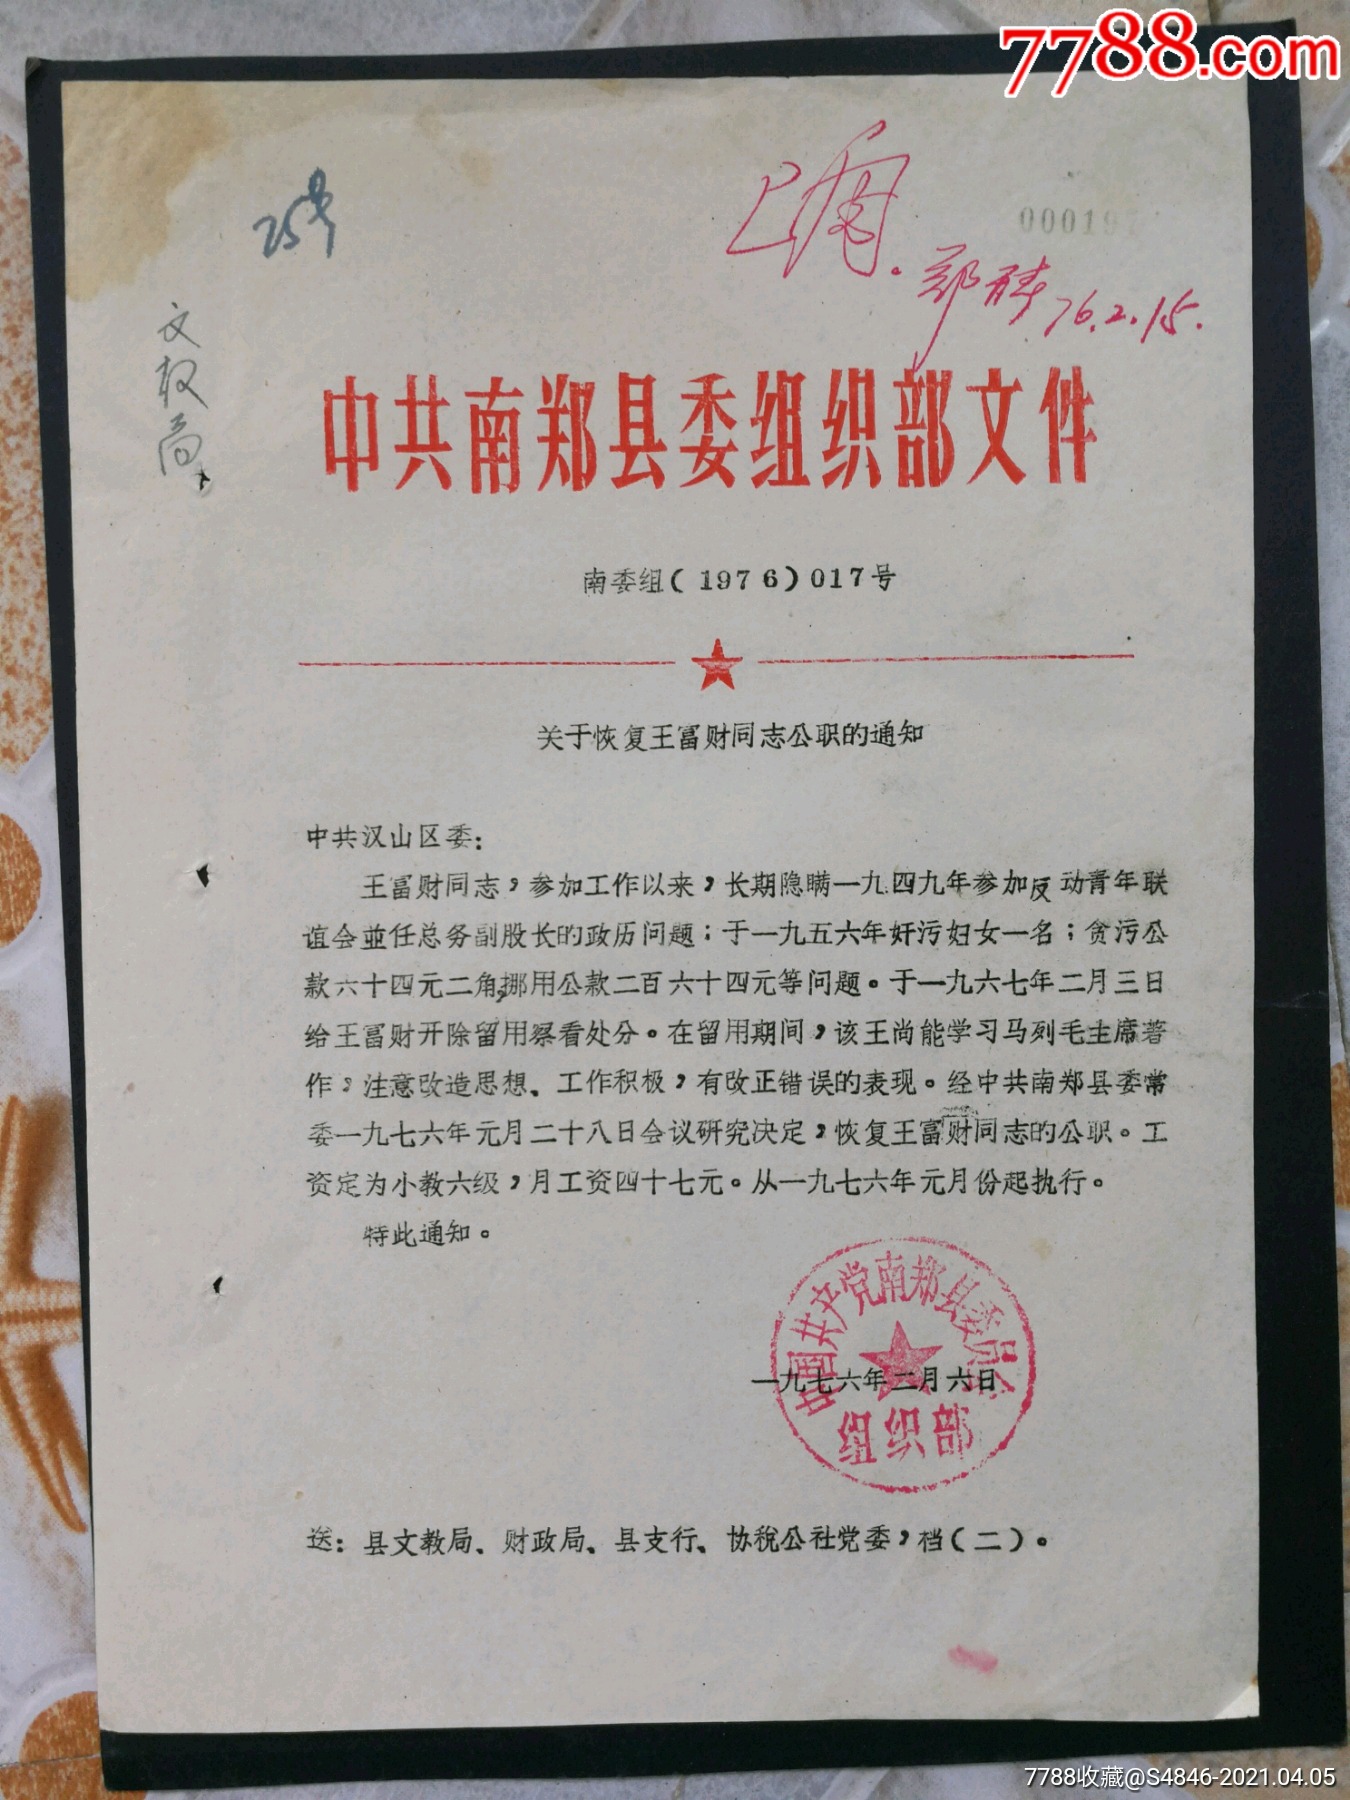 7788.com
25号
00019
76.2.15.
文教局
中共南郑县委组织部文件
南委组(1976)017号
关于恢复王富财同志公职的通知
中共汉山区委:
王富财同志,参加工作以来,长期隐瞒一九四九年参加反动青年联
谊会並任总务副股长的政历问题;于一九五六年奸污妇女一名;贪污公
款六十四元二角,挪用公款二百六十四元等问题。于一九六七年二月三日
给王富财开除留用察看处分。在留用期间,该王尚能学习马列毛主席著
作,注意改造思想、工作积极,有改正错误的表现。经中共南郑县委常
委一九七六年元月二十八日会议研究决定,恢复王富财同志的公职。工
资定为小教六级,月工资四十七元。从一九七六年元月份起执行。
特此通知。
中国共产党南郑县委员会
一九七六年二月六日
组织部
送:县文教局、财政局、县支行、协税公社党委,档(二)。
7788收藏@S4846-2021.04.05